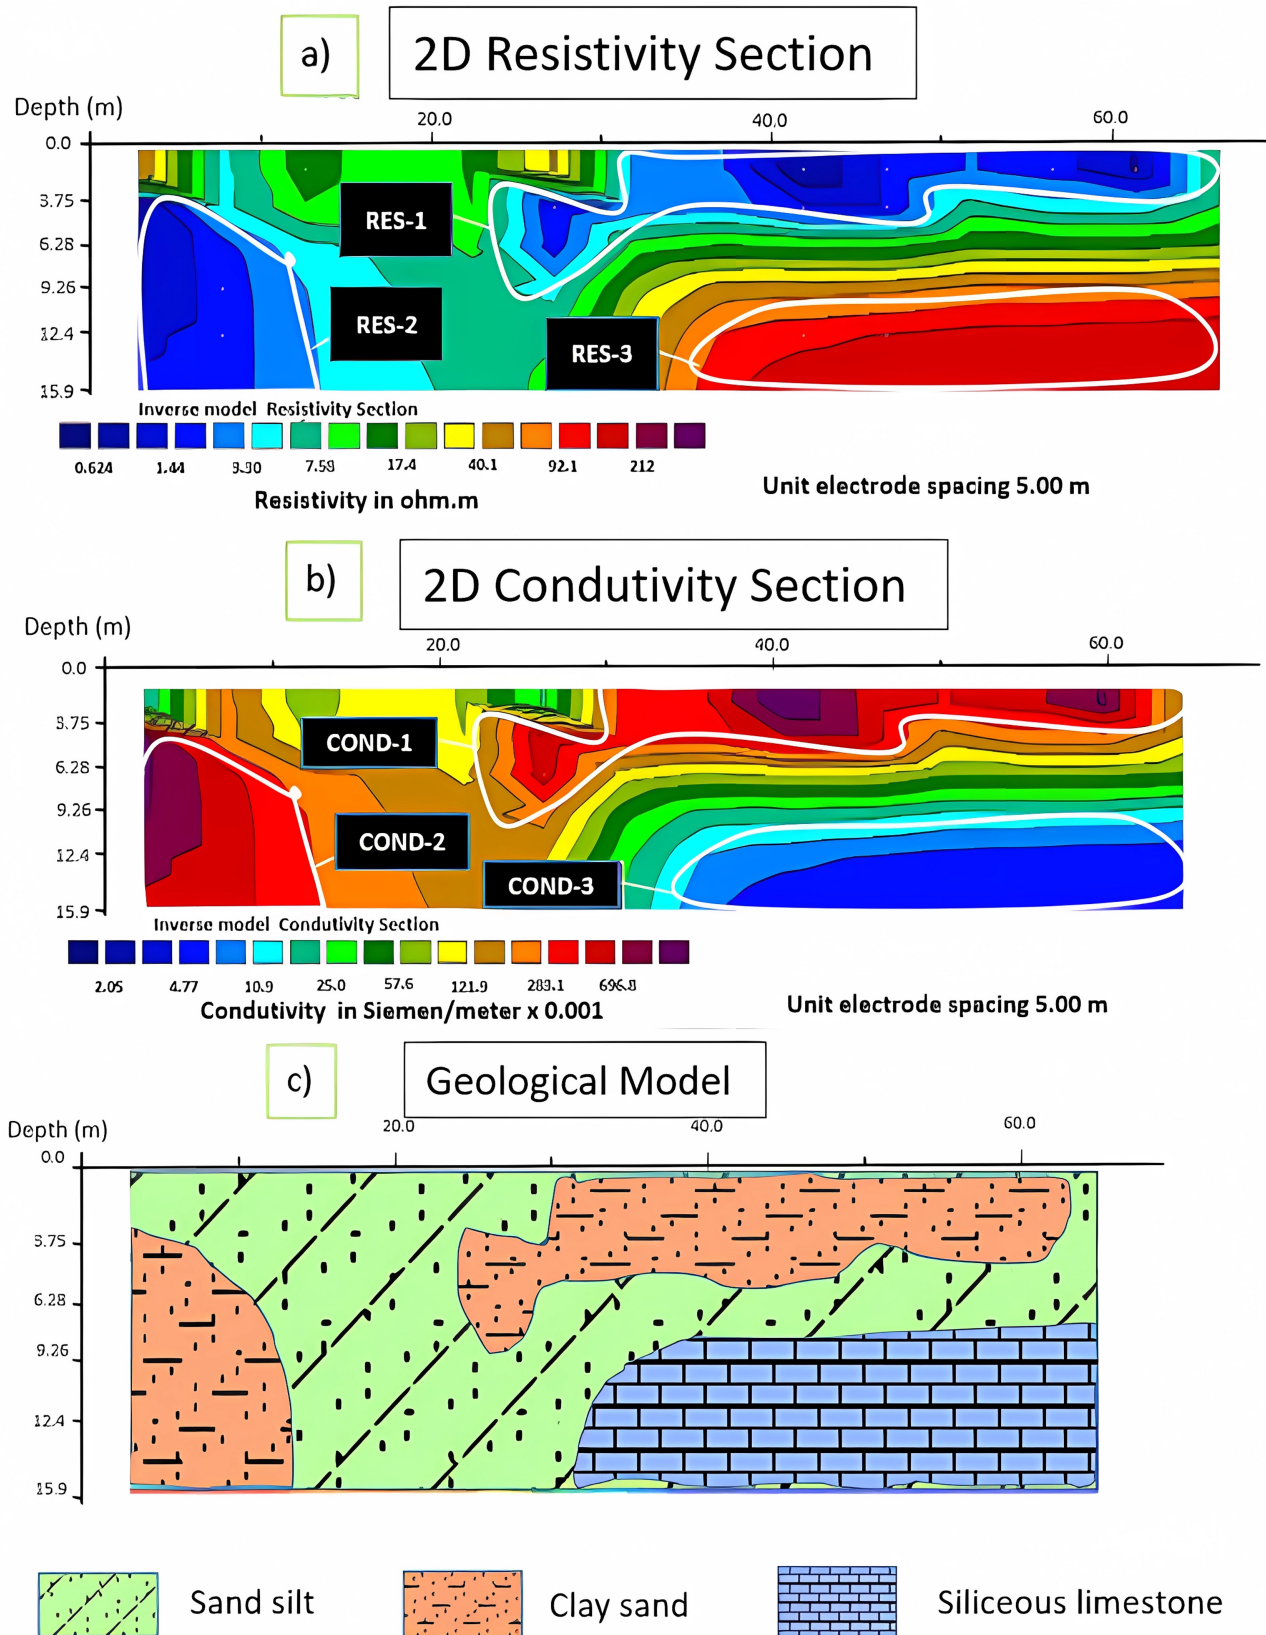 a)
2D Resistivity Section
Depth (m)
20.0 40.0 60.0
0.0
3.75
6.28
9.26
12.4
15.9
RES-1
RES-2
RES-3
Inverse model Resistivity Section
0.624 1.44 3.30 7.58 17.4 40.1 92.1 212
Resistivity in ohm.m
Unit electrode spacing 5.00 m
b)
2D Condutivity Section
Depth (m)
20.0 40.0 60.0
0.0
3.75
6.28
9.26
12.4
15.9
COND-1
COND-2
COND-3
Inverse model Condutivity Section
2.05 4.77 10.9 25.0 57.6 121.9 283.1 696.8
Condutivity in Siemen/meter x 0.001
Unit electrode spacing 5.00 m
c)
Geological Model
Depth (m)
20.0 40.0 60.0
0.0
3.75
6.28
9.26
12.4
15.9
Sand silt
Clay sand
Siliceous limestone